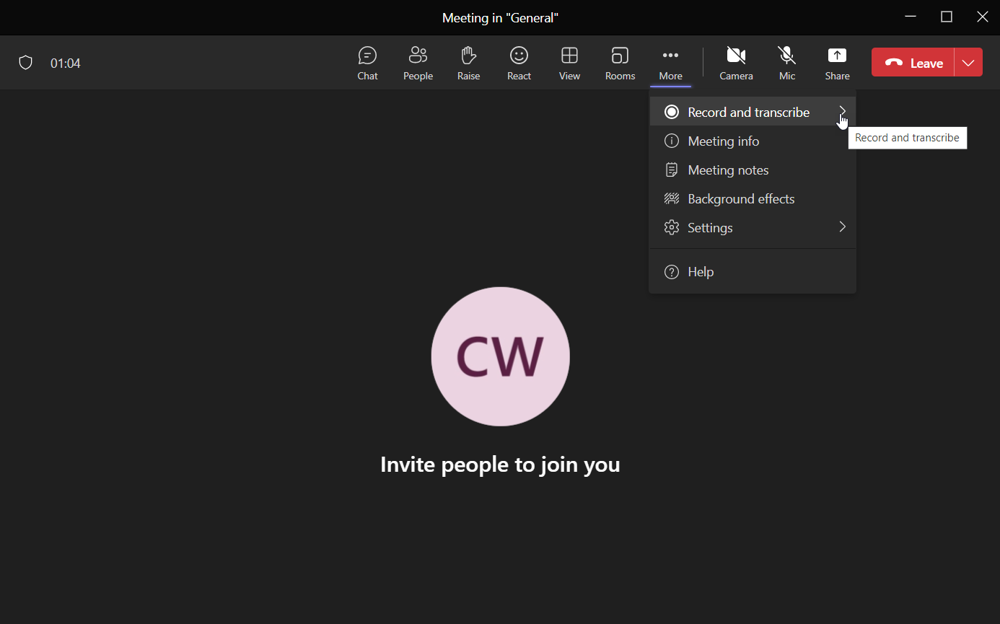 Meeting in "General"
01:04
Chat
People
Raise
React
View
Rooms
More
Camera
Mic
Share
Leave
Record and transcribe
Record and transcribe
Meeting info
Meeting notes
Background effects
Settings
Help
CW
Invite people to join you